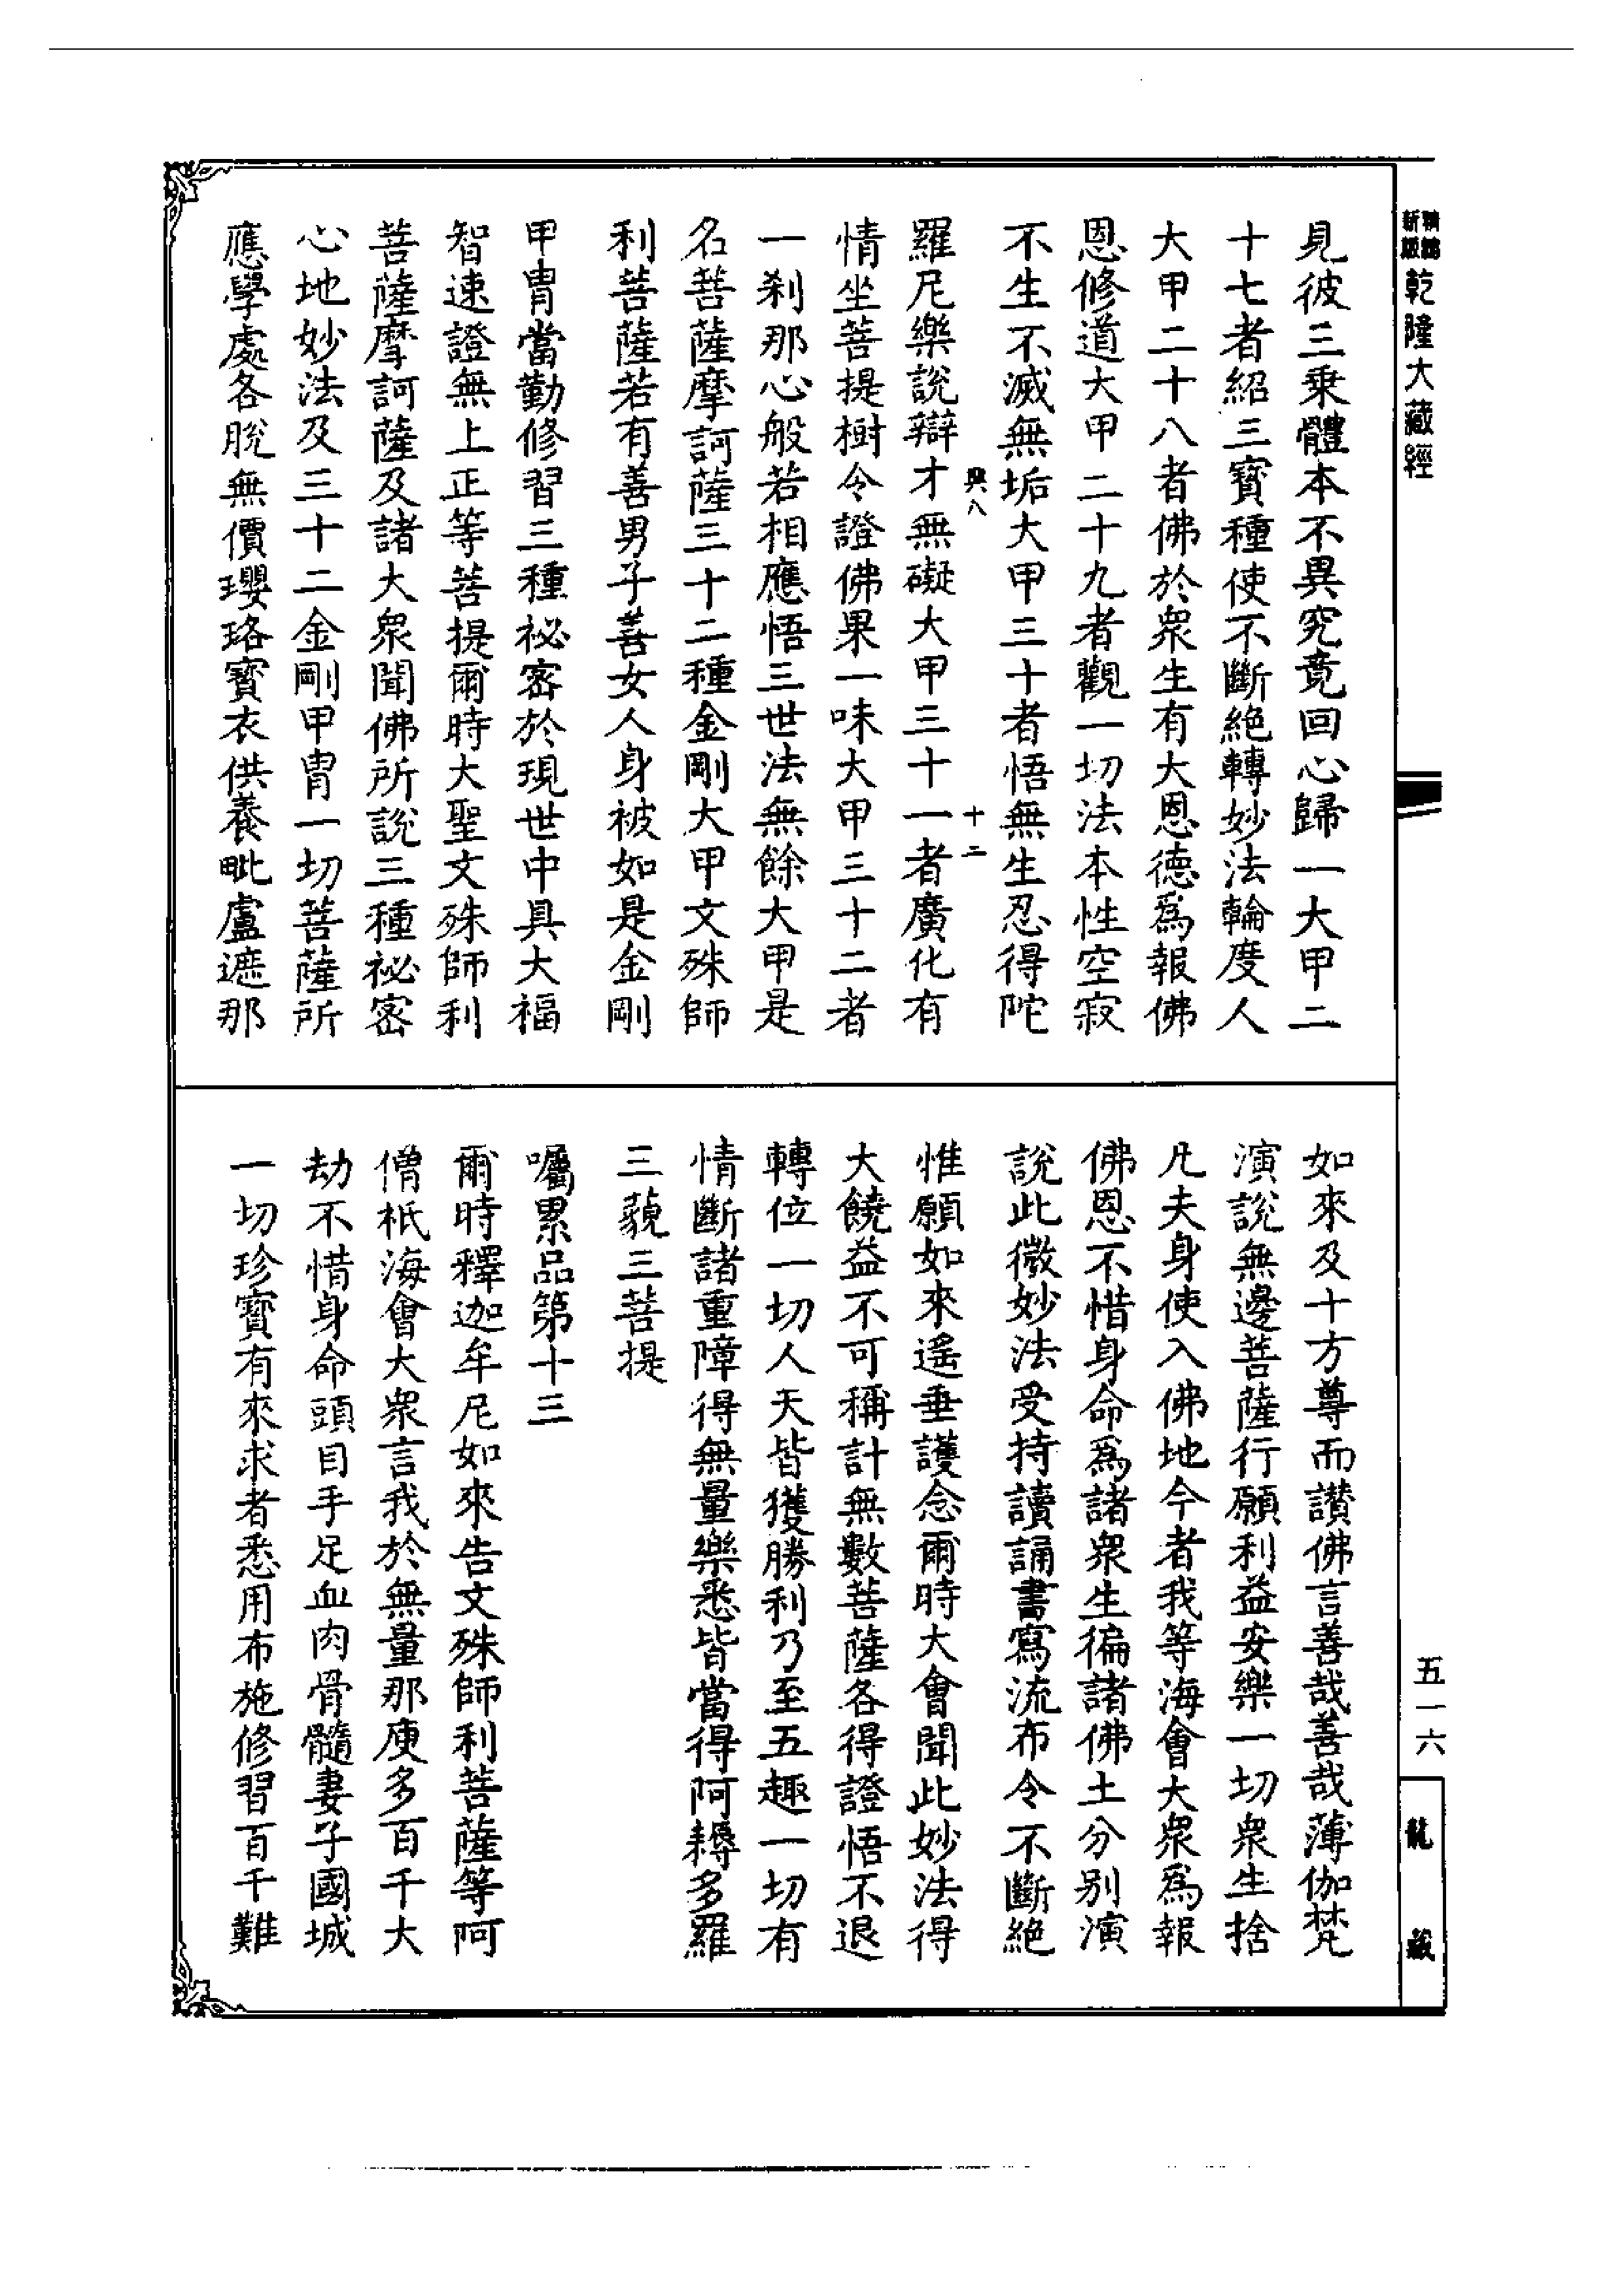 新版精編乾隆大藏經
見彼三乘體本不異究竟回心歸一大甲二
十七者紹三寶種使不斷絕轉妙法輪度人
大甲二十八者佛於衆生有大恩德爲報佛
恩修道大甲二十九者觀一切法本性空寂
不生不滅無垢大甲三十者悟無生忍得陀
興八
十二
羅尼樂說辯才無礙大甲三十一者廣化有
情坐菩提樹令證佛果一味大甲三十二者
一刹那心般若相應悟三世法無餘大甲是
名菩薩摩訶薩三十二種金剛大甲文殊師
利菩薩若有善男子善女人身被如是金剛
甲冑當勤修習三種祕密於現世中具大福
智速證無上正等菩提爾時大聖文殊師利
菩薩摩訶薩及諸大衆聞佛所說三種祕密
心地妙法及三十二金剛甲冑一切菩薩所
應學處各脫無價瓔珞寶衣供養毗盧遮那
如來及十方尊而讚佛言善哉善哉薄伽梵
演說無邊菩薩行願利益安樂一切衆生捨
凡夫身使入佛地今者我等海會大衆爲報
佛恩不惜身命爲諸衆生徧諸佛土分别演
說此微妙法受持讀誦書寫流布令不斷絕
惟願如來遙垂護念爾時大會聞此妙法得
大饒益不可稱計無數菩薩各得證悟不退
轉位一切人天皆獲勝利乃至五趣一切有
情斷諸重障得無量樂悉皆當得阿耨多羅
三藐三菩提
囑累品第十三
爾時釋迦牟尼如來告文殊師利菩薩等阿
僧祇海會大衆言我於無量那庾多百千大
劫不惜身命頭目手足血肉骨髓妻子國城
一切珍寶有來求者悉用布施修習百千難
五一六
龍藏